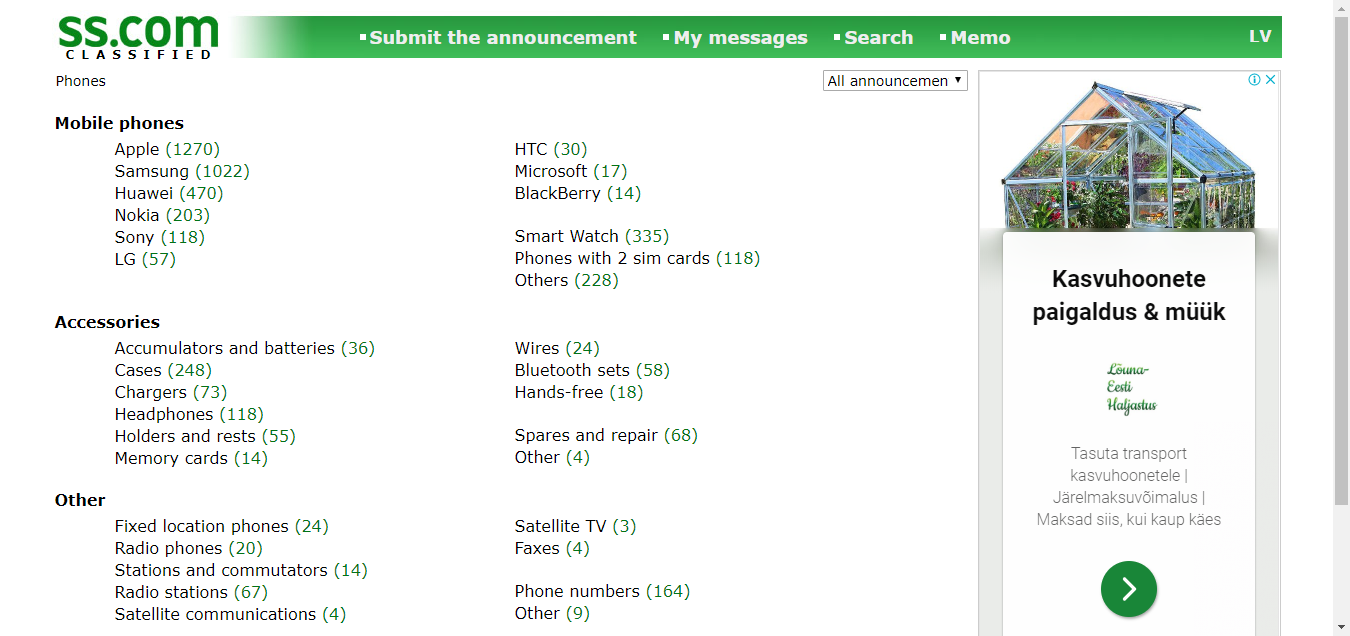 ss.com
CLASSIFIED
Submit the announcement
My messages
Search
Memo
LV
Phones
All announcemen
Mobile phones
Apple (1270)
Samsung (1022)
Huawei (470)
Nokia (203)
Sony (118)
LG (57)
HTC (30)
Microsoft (17)
BlackBerry (14)
Smart Watch (335)
Phones with 2 sim cards (118)
Others (228)
Accessories
Accumulators and batteries (36)
Cases (248)
Chargers (73)
Headphones (118)
Holders and rests (55)
Memory cards (14)
Wires (24)
Bluetooth sets (58)
Hands-free (18)
Spares and repair (68)
Other (4)
Other
Fixed location phones (24)
Radio phones (20)
Stations and commutators (14)
Radio stations (67)
Satellite communications (4)
Satellite TV (3)
Faxes (4)
Phone numbers (164)
Other (9)
Kasvuhoonete
paigaldus & müük
Lõuna-
Eesti
Haljastus
Tasuta transport
kasvuhoonetele |
Järelmaksuvõimalus |
Maksad siis, kui kaup käes